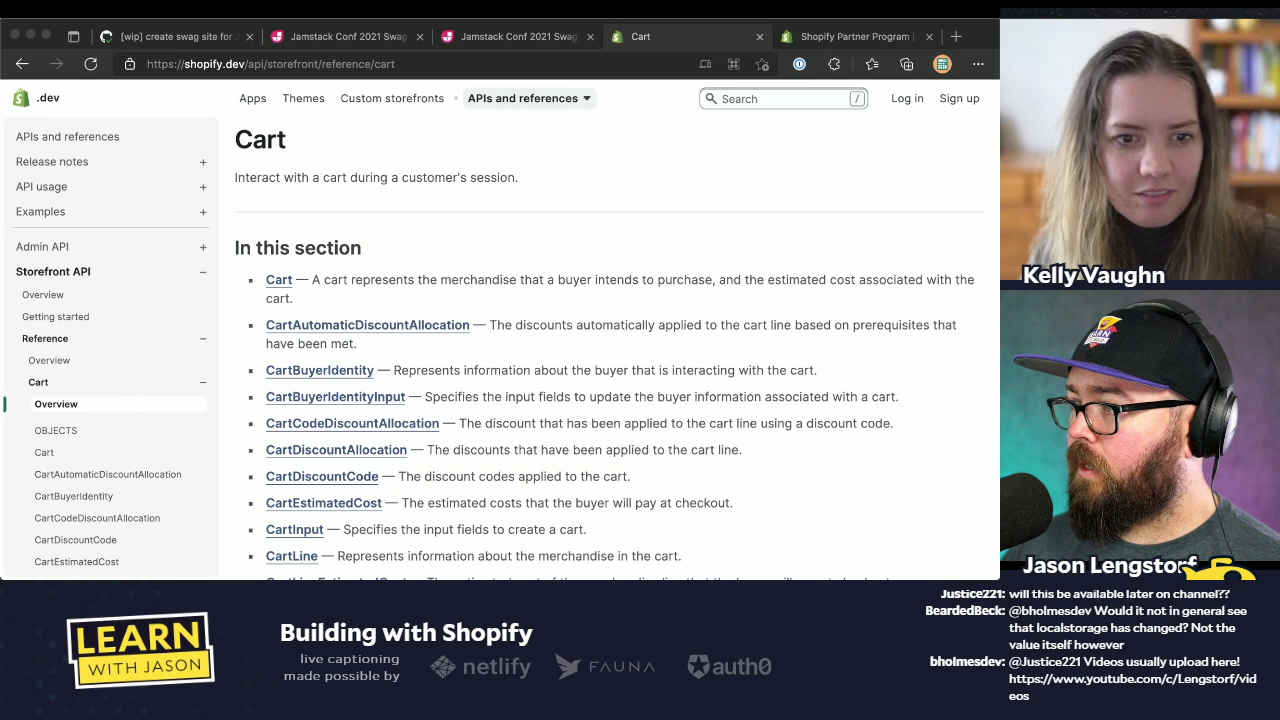 [wip] create swag site for J
Jamstack Conf 2021 Swag
Jamstack Conf 2021 Swag
Cart
Shopify Partner Program |
https://shopify.dev/api/storefront/reference/cart
.dev
Apps
Themes
Custom storefronts
APIs and references
Search
/
Log in
Sign up
APIs and references
Release notes +
API usage +
Examples +
Admin API +
Storefront API −
Overview
Getting started
Reference −
Overview
Cart −
Overview
OBJECTS
Cart
CartAutomaticDiscountAllocation
CartBuyerIdentity
CartCodeDiscountAllocation
CartDiscountCode
CartEstimatedCost
Cart
Interact with a cart during a customer's session.
In this section
Cart — A cart represents the merchandise that a buyer intends to purchase, and the estimated cost associated with the
cart.
CartAutomaticDiscountAllocation — The discounts automatically applied to the cart line based on prerequisites that
have been met.
CartBuyerIdentity — Represents information about the buyer that is interacting with the cart.
CartBuyerIdentityInput — Specifies the input fields to update the buyer information associated with a cart.
CartCodeDiscountAllocation — The discount that has been applied to the cart line using a discount code.
CartDiscountAllocation — The discounts that have been applied to the cart line.
CartDiscountCode — The discount codes applied to the cart.
CartEstimatedCost — The estimated costs that the buyer will pay at checkout.
CartInput — Specifies the input fields to create a cart.
CartLine — Represents information about the merchandise in the cart.
Kelly Vaughn
Jason Lengstorf
LEARN
WITH JASON
Building with Shopify
live captioning
made possible by
netlify
FAUNA
auth0
Justice221: will this be available later on channel??
BeardedBeck: @bholmesdev Would it not in general see
that localstorage has changed? Not the
value itself however
bholmesdev: @Justice221 Videos usually upload here!
https://www.youtube.com/c/Lengstorf/vid
eos